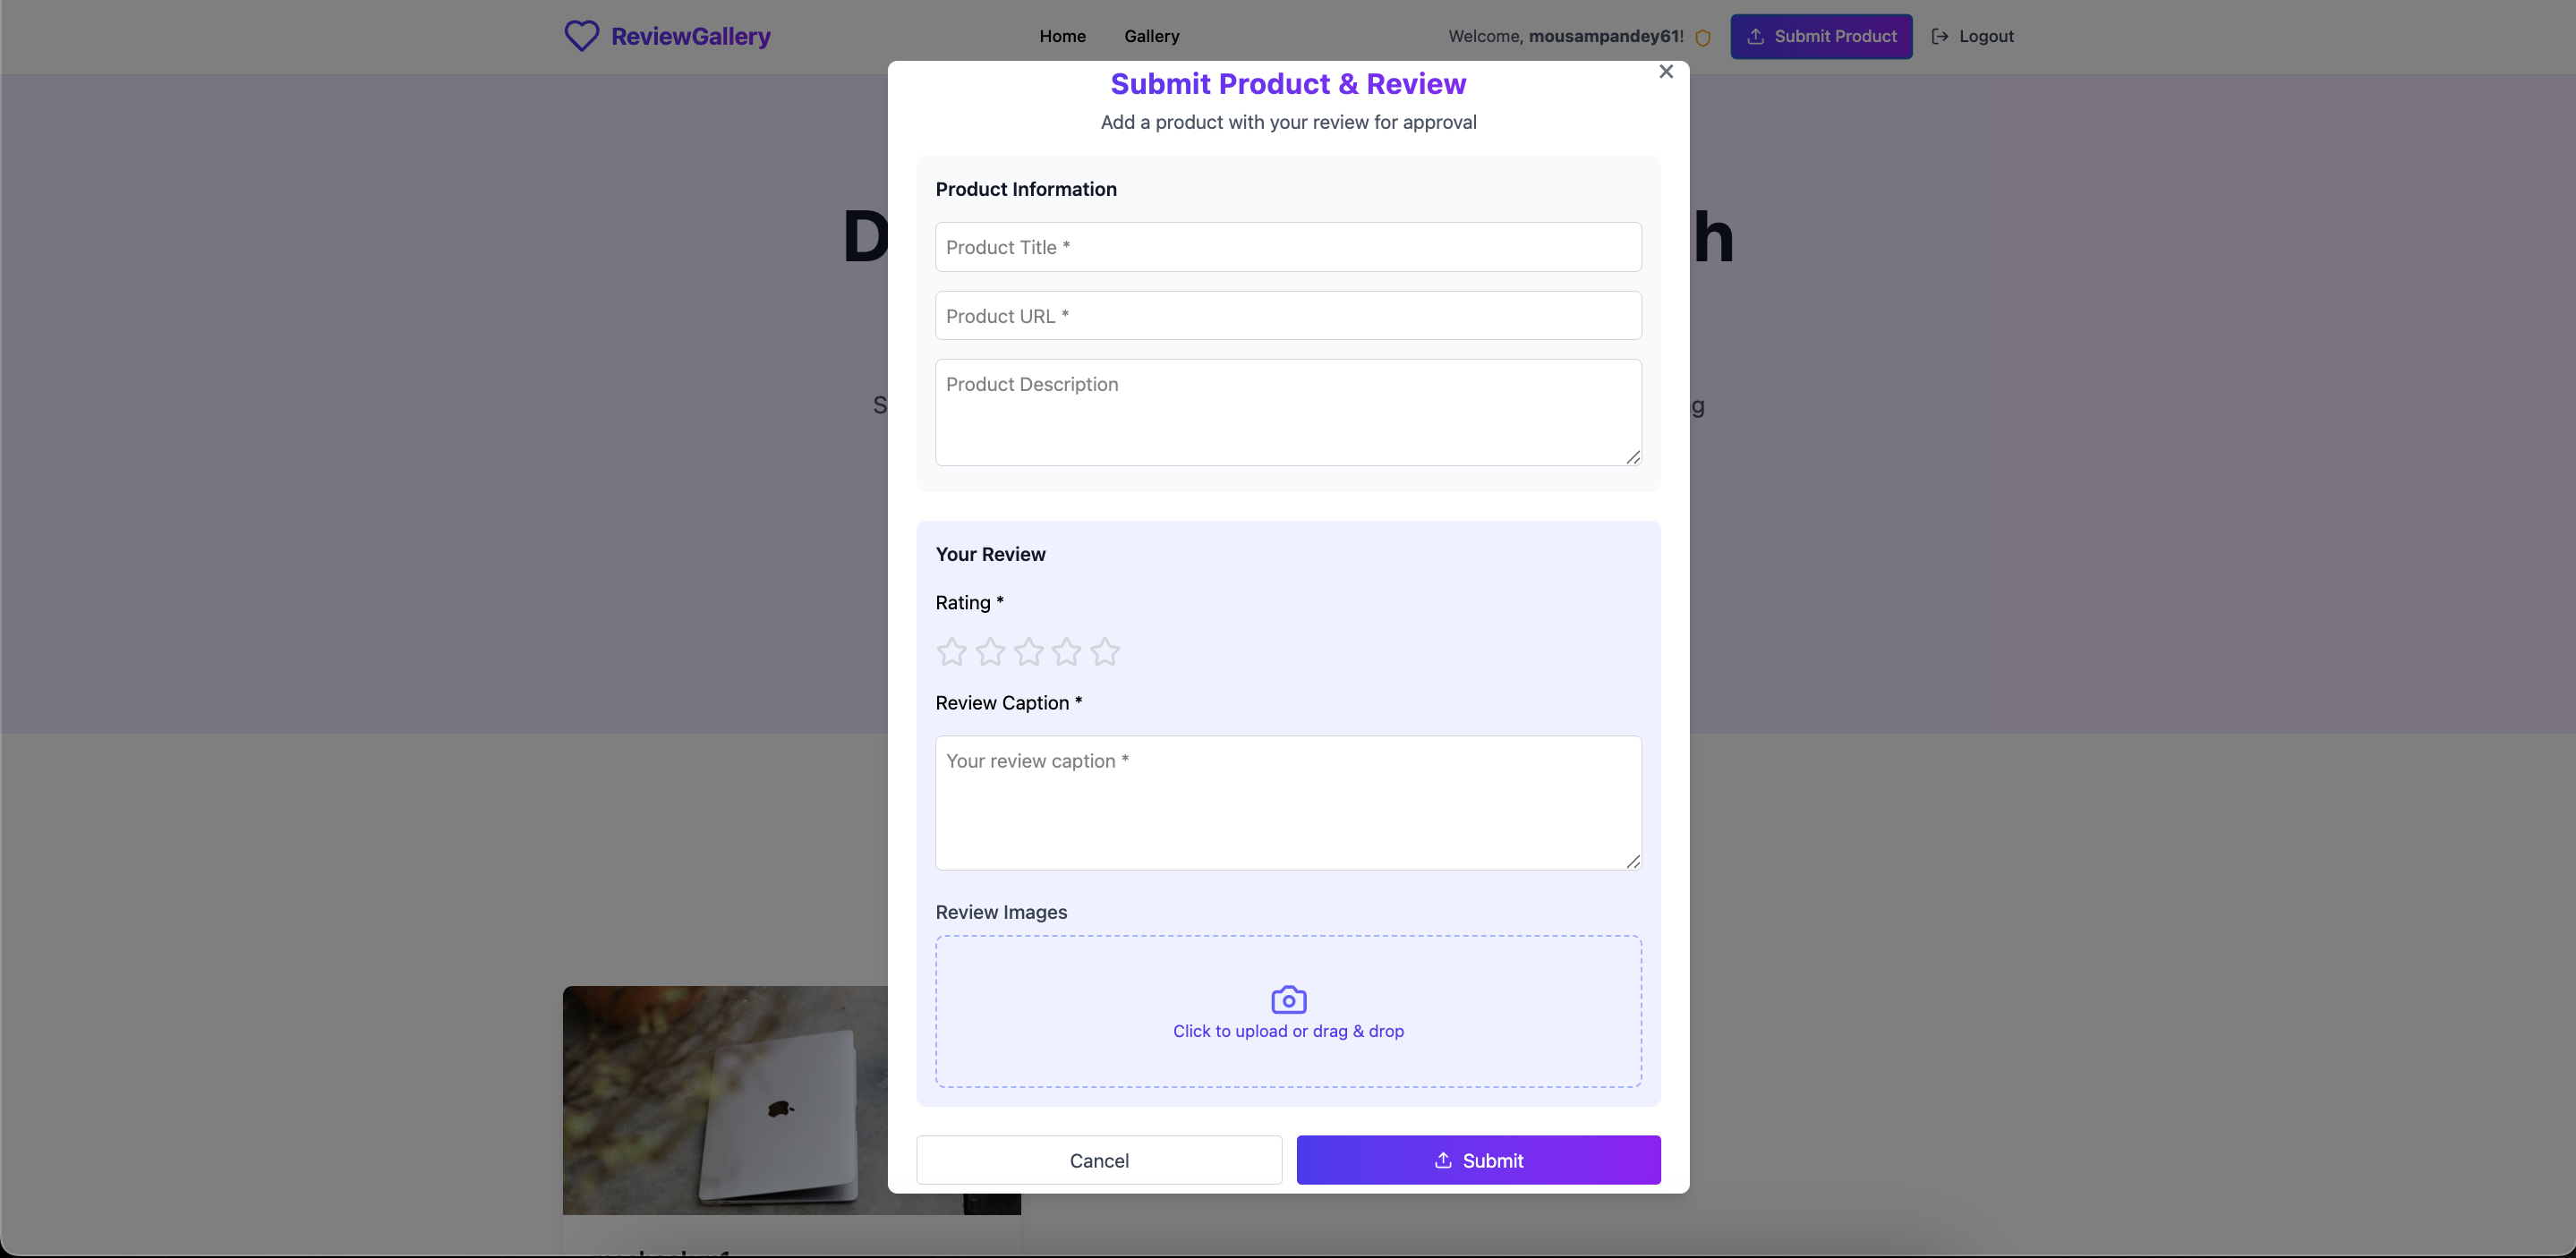 ReviewGallery
Home
Gallery
Welcome, mousampandey61!
Submit Product
Logout
Submit Product & Review
Add a product with your review for approval
Product Information
Product Title *
Product URL *
Product Description
Your Review
Rating *
Review Caption *
Your review caption *
Review Images
Click to upload or drag & drop
Cancel
Submit